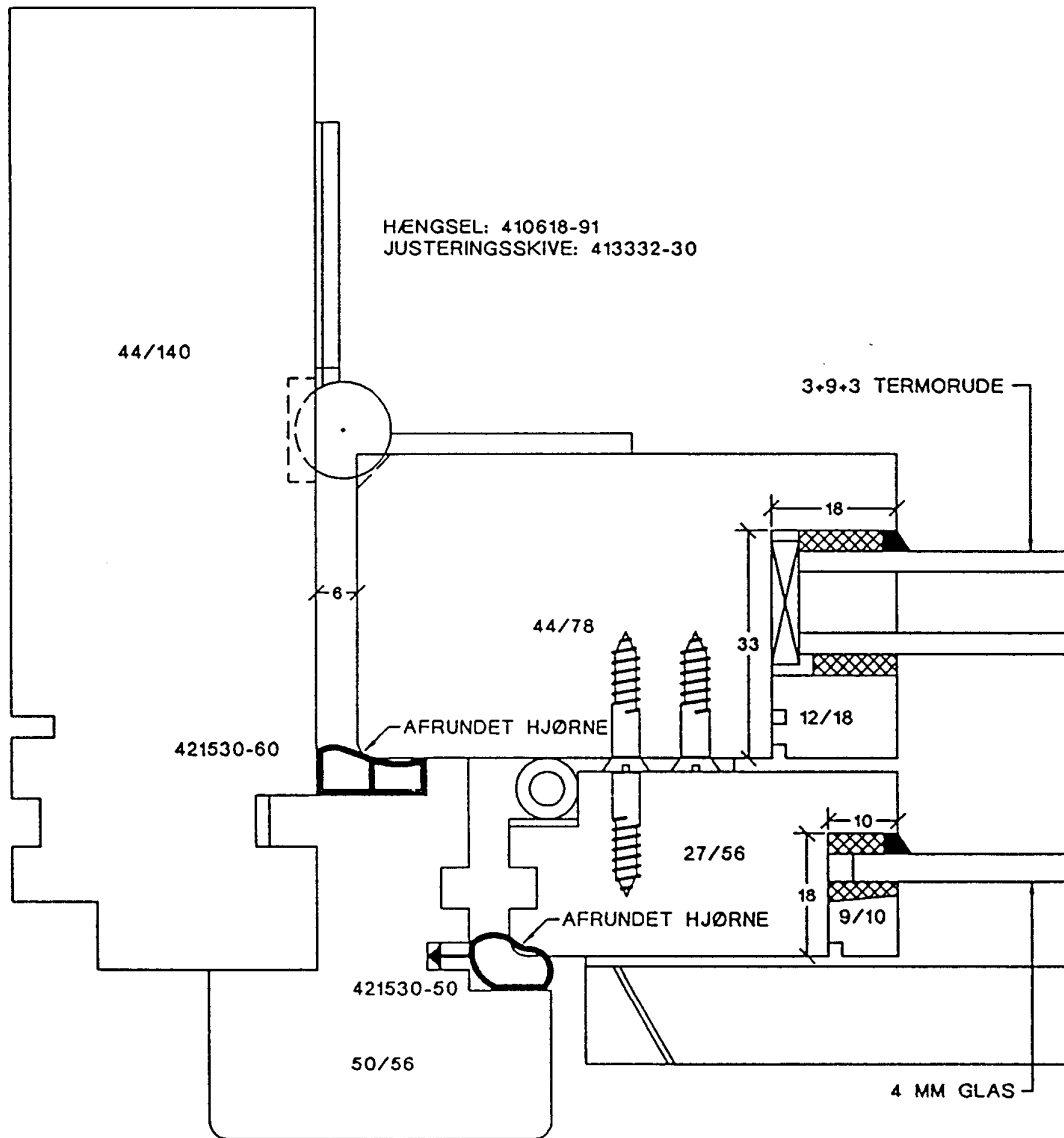 HÆNGSEL: 410618-91
JUSTERINGSSKIVE: 413332-30
44/140
3+9+3 TERMORUDE
18
6
44/78
33
12/18
AFRUNDET HJØRNE
421530-60
10
27/56
18
9/10
AFRUNDET HJØRNE
421530-50
50/56
4 MM GLAS